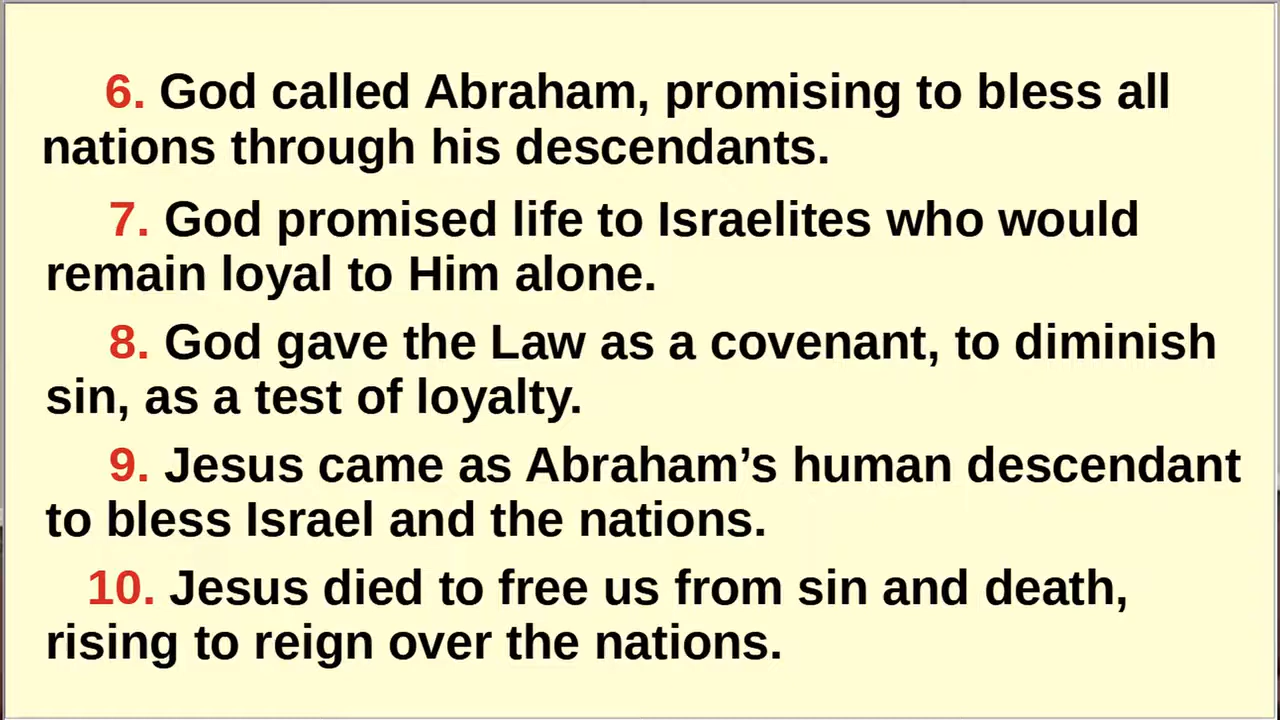 6. God called Abraham, promising to bless all
nations through his descendants.
7. God promised life to Israelites who would
remain loyal to Him alone.
8. God gave the Law as a covenant, to diminish
sin, as a test of loyalty.
9. Jesus came as Abraham’s human descendant
to bless Israel and the nations.
10. Jesus died to free us from sin and death,
rising to reign over the nations.